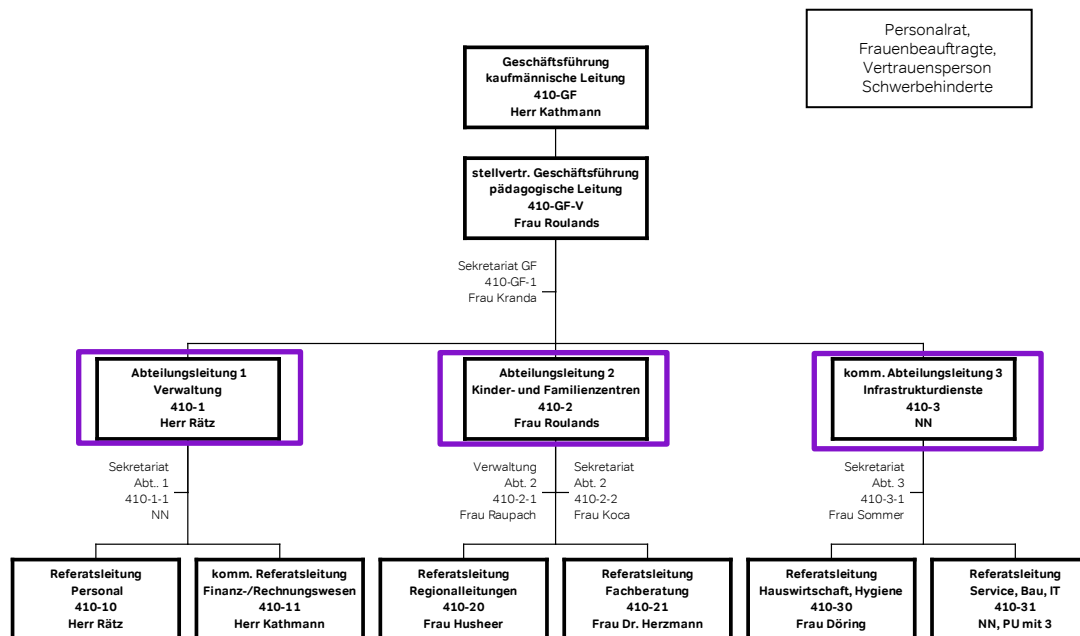 Personalrat,
Frauenbeauftragte,
Vertrauensperson
Schwerbehinderte
Geschäftsführung
kaufmännische Leitung
410-GF
Herr Kathmann
stellvertr. Geschäftsführung
pädagogische Leitung
410-GF-V
Frau Roulands
Sekretariat GF
410-GF-1
Frau Kranda
Abteilungsleitung 1
Verwaltung
410-1
Herr Rätz
Abteilungsleitung 2
Kinder- und Familienzentren
410-2
Frau Roulands
komm. Abteilungsleitung 3
Infrastrukturdienste
410-3
NN
Sekretariat
Abt.. 1
410-1-1
NN
Verwaltung
Abt. 2
410-2-1
Frau Raupach
Sekretariat
Abt. 2
410-2-2
Frau Koca
Sekretariat
Abt. 3
410-3-1
Frau Sommer
Referatsleitung
Personal
410-10
Herr Rätz
komm. Referatsleitung
Finanz-/Rechnungswesen
410-11
Herr Kathmann
Referatsleitung
Regionalleitungen
410-20
Frau Husheer
Referatsleitung
Fachberatung
410-21
Frau Dr. Herzmann
Referatsleitung
Hauswirtschaft, Hygiene
410-30
Frau Döring
Referatsleitung
Service, Bau, IT
410-31
NN, PU mit 3